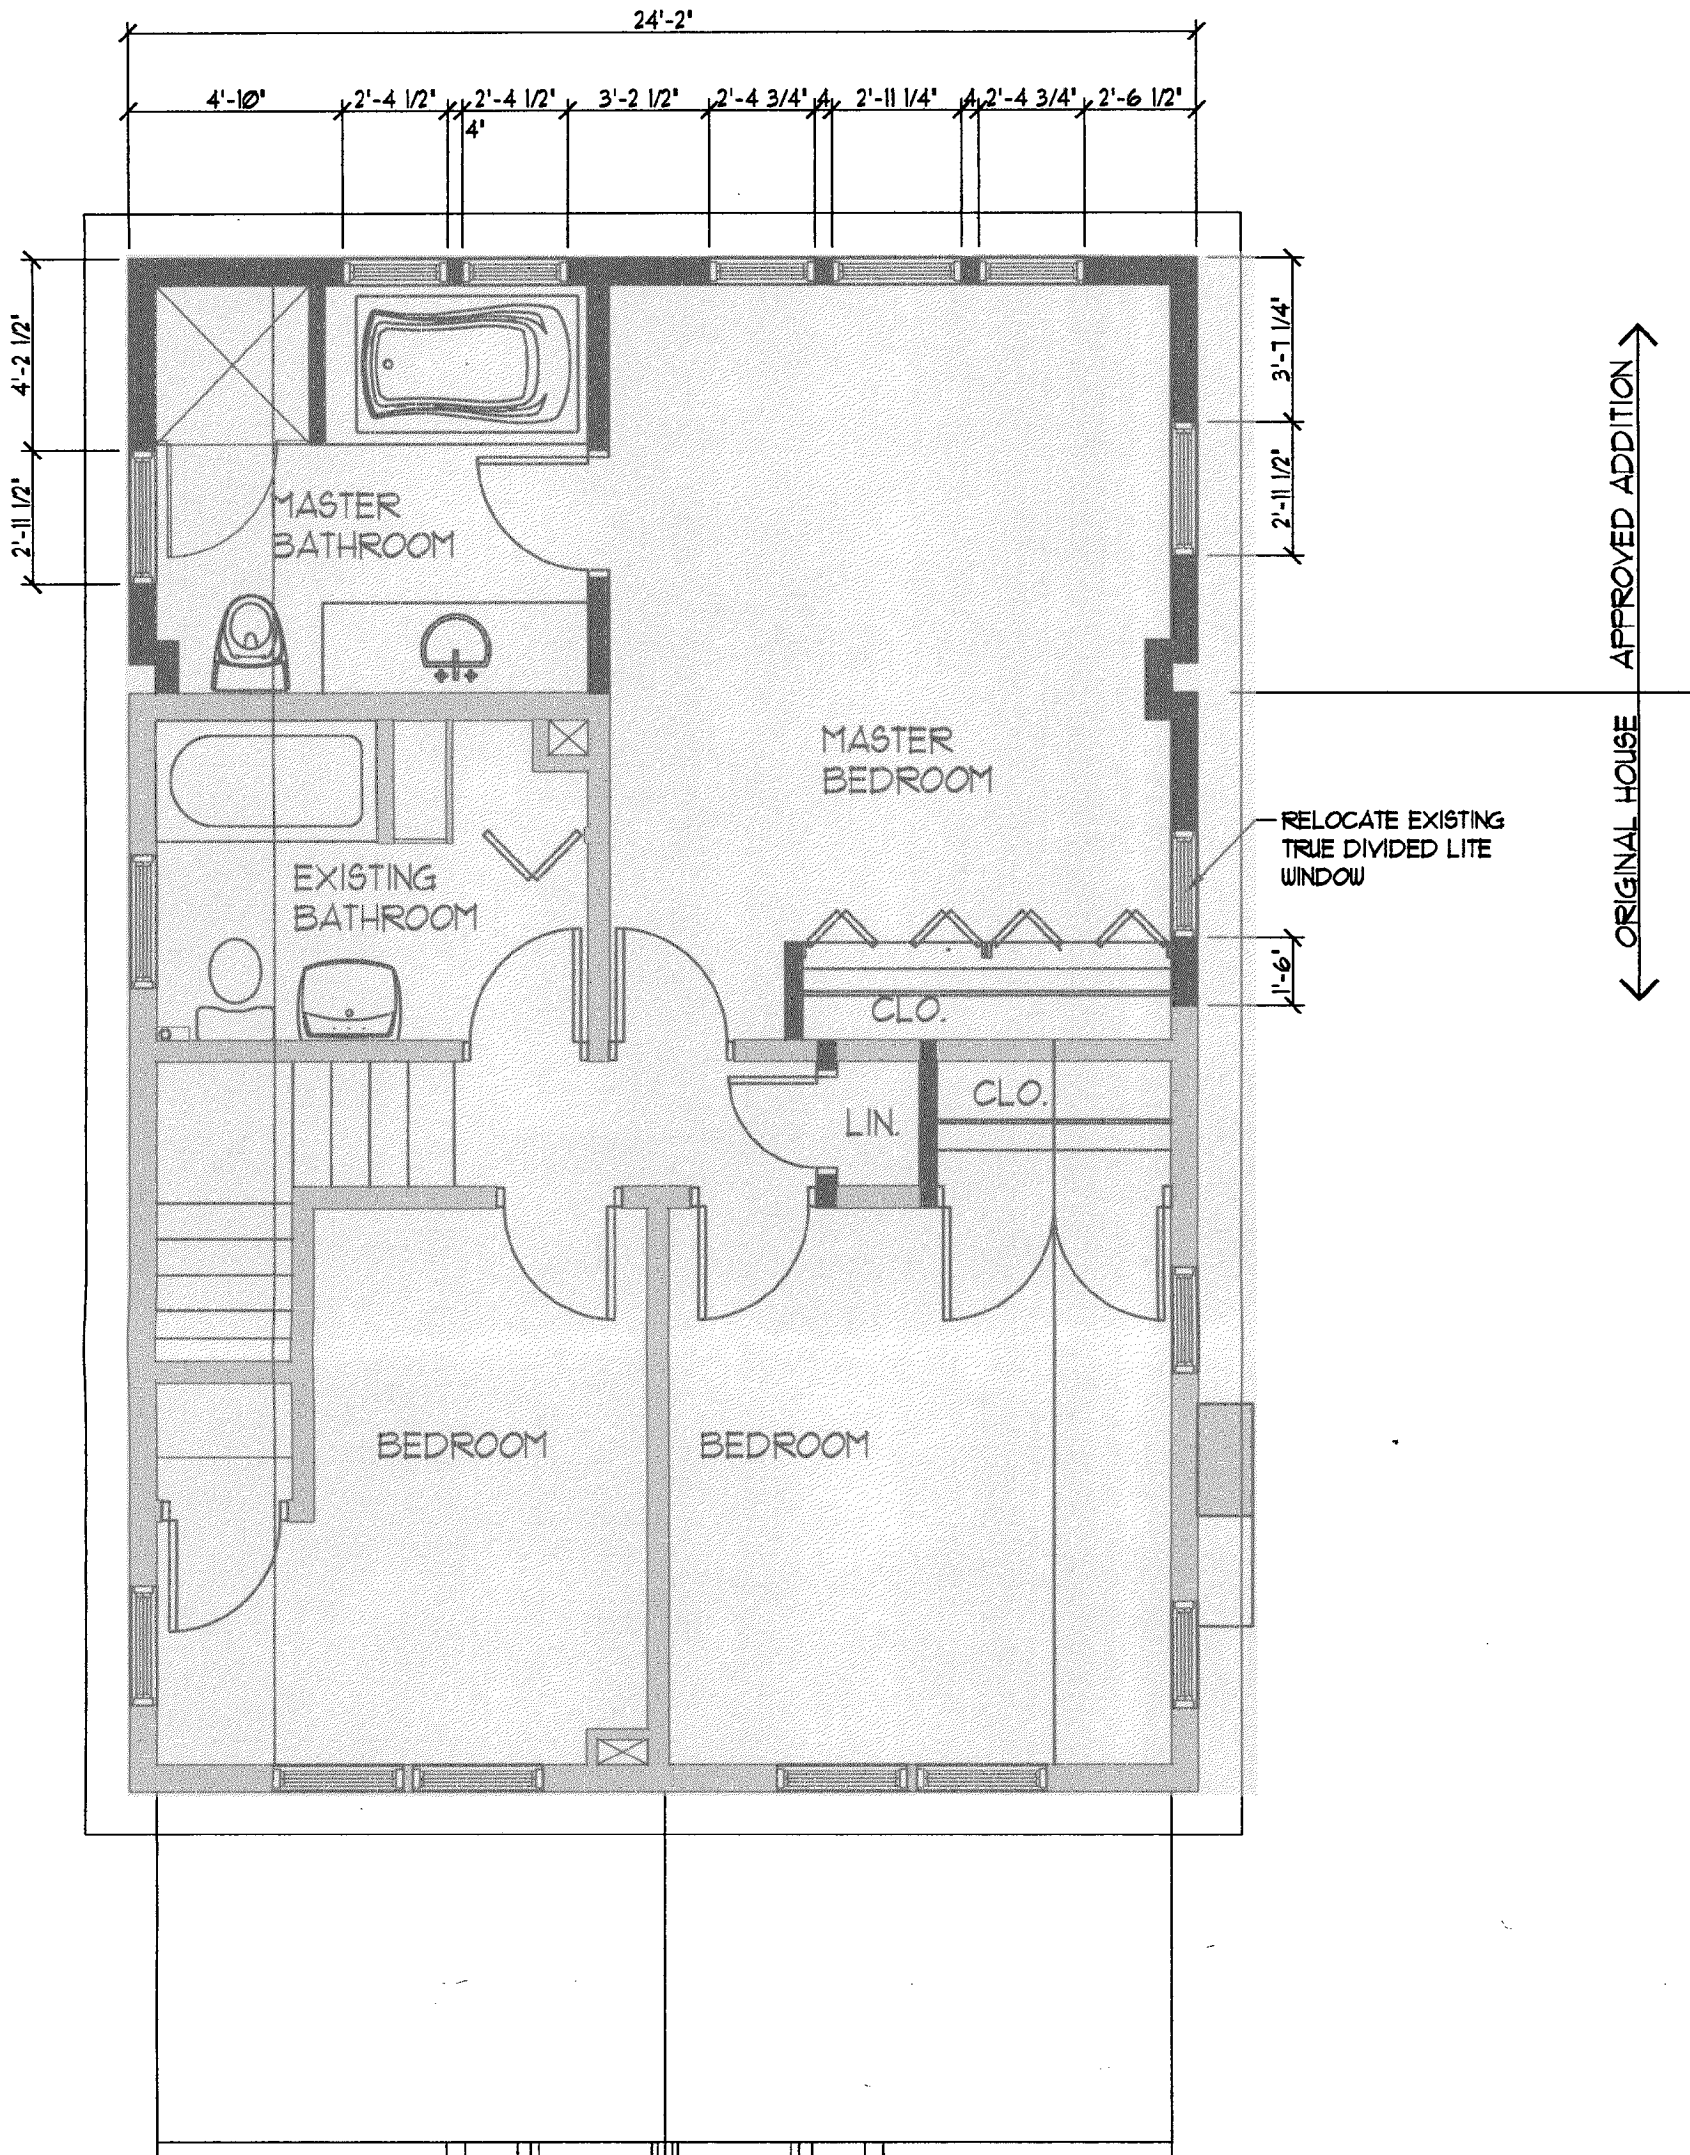 24'-2"
4'-10" 2'-4 1/2" 2'-4 1/2" 3'-2 1/2" 2'-4 3/4" 4 2'-11 1/4" 4 2'-4 3/4" 2'-6 1/2"
4"
4'-2 1/2"
2'-11 1/2"
3'-7 1/4"
2'-11 1/2"
1'-6"
APPROVED ADDITION
ORIGINAL HOUSE
MASTER
BATHROOM
MASTER
BEDROOM
RELOCATE EXISTING
TRUE DIVIDED LITE
WINDOW
EXISTING
BATHROOM
CLO.
CLO.
LIN.
BEDROOM
BEDROOM